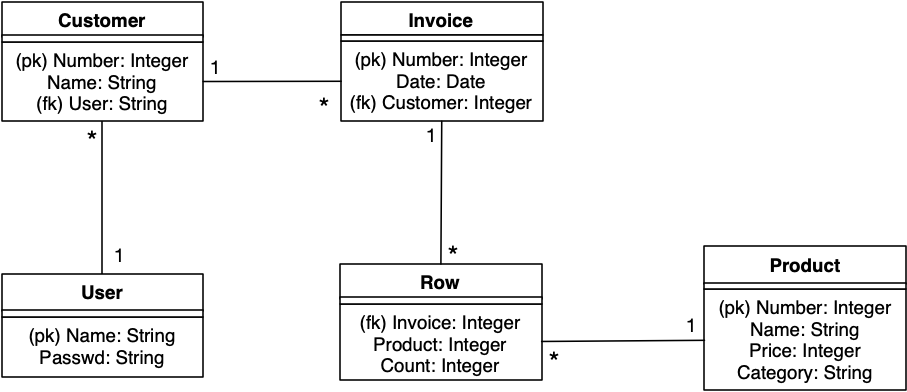 Customer
(pk) Number: Integer
Name: String
(fk) User: String
1
*
Invoice
(pk) Number: Integer
Date: Date
(fk) Customer: Integer
*
1
1
*
User
(pk) Name: String
Passwd: String
Row
(fk) Invoice: Integer
Product: Integer
Count: Integer
*
1
Product
(pk) Number: Integer
Name: String
Price: Integer
Category: String